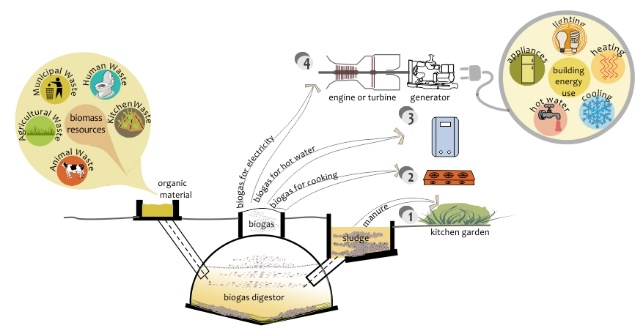 Municipal Waste
Human Waste
Agricultural Waste
Kitchen Waste
biomass
resources
Animal Waste
organic
material
biogas for electricity
biogas for hot water
biogas for cooking
biogas
biogas digestor
sludge
manure
1
kitchen garden
2
3
4
engine or turbine
generator
lighting
appliances
heating
building
energy
use
hot water
cooling